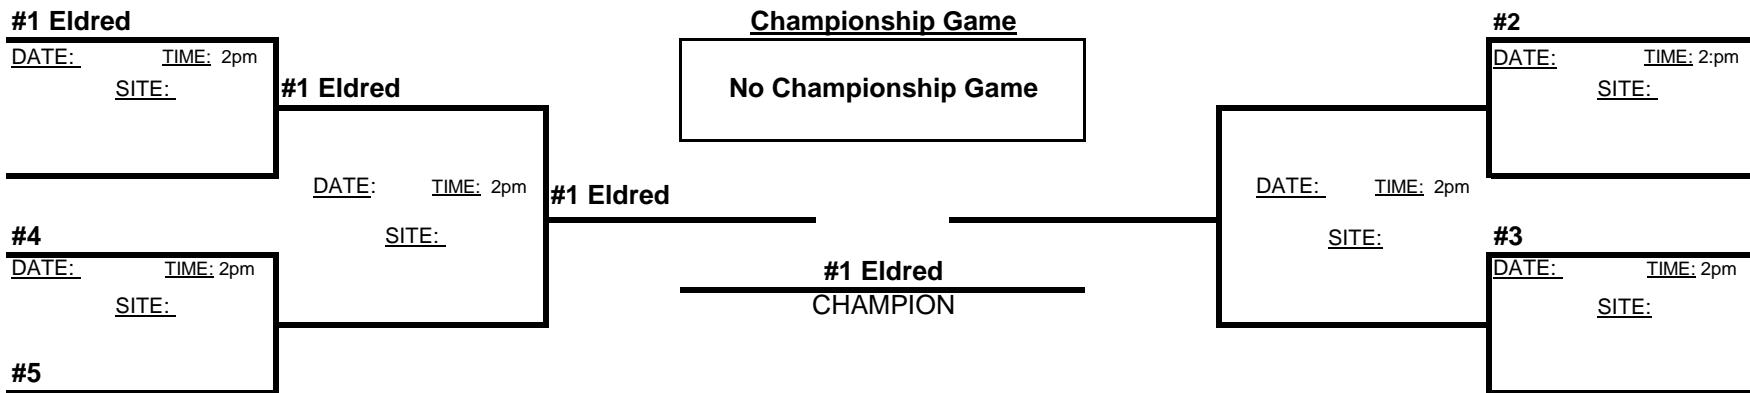 #1 Eldred
Championship Game
#2
DATE: TIME: 2pm
DATE: TIME: 2:pm
SITE:
#1 Eldred
No Championship Game
SITE:
DATE: TIME: 2pm
#1 Eldred
DATE: TIME: 2pm
#4
SITE:
SITE:
#3
DATE: TIME: 2pm
#1 Eldred
DATE: TIME: 2pm
SITE:
CHAMPION
SITE:
#5